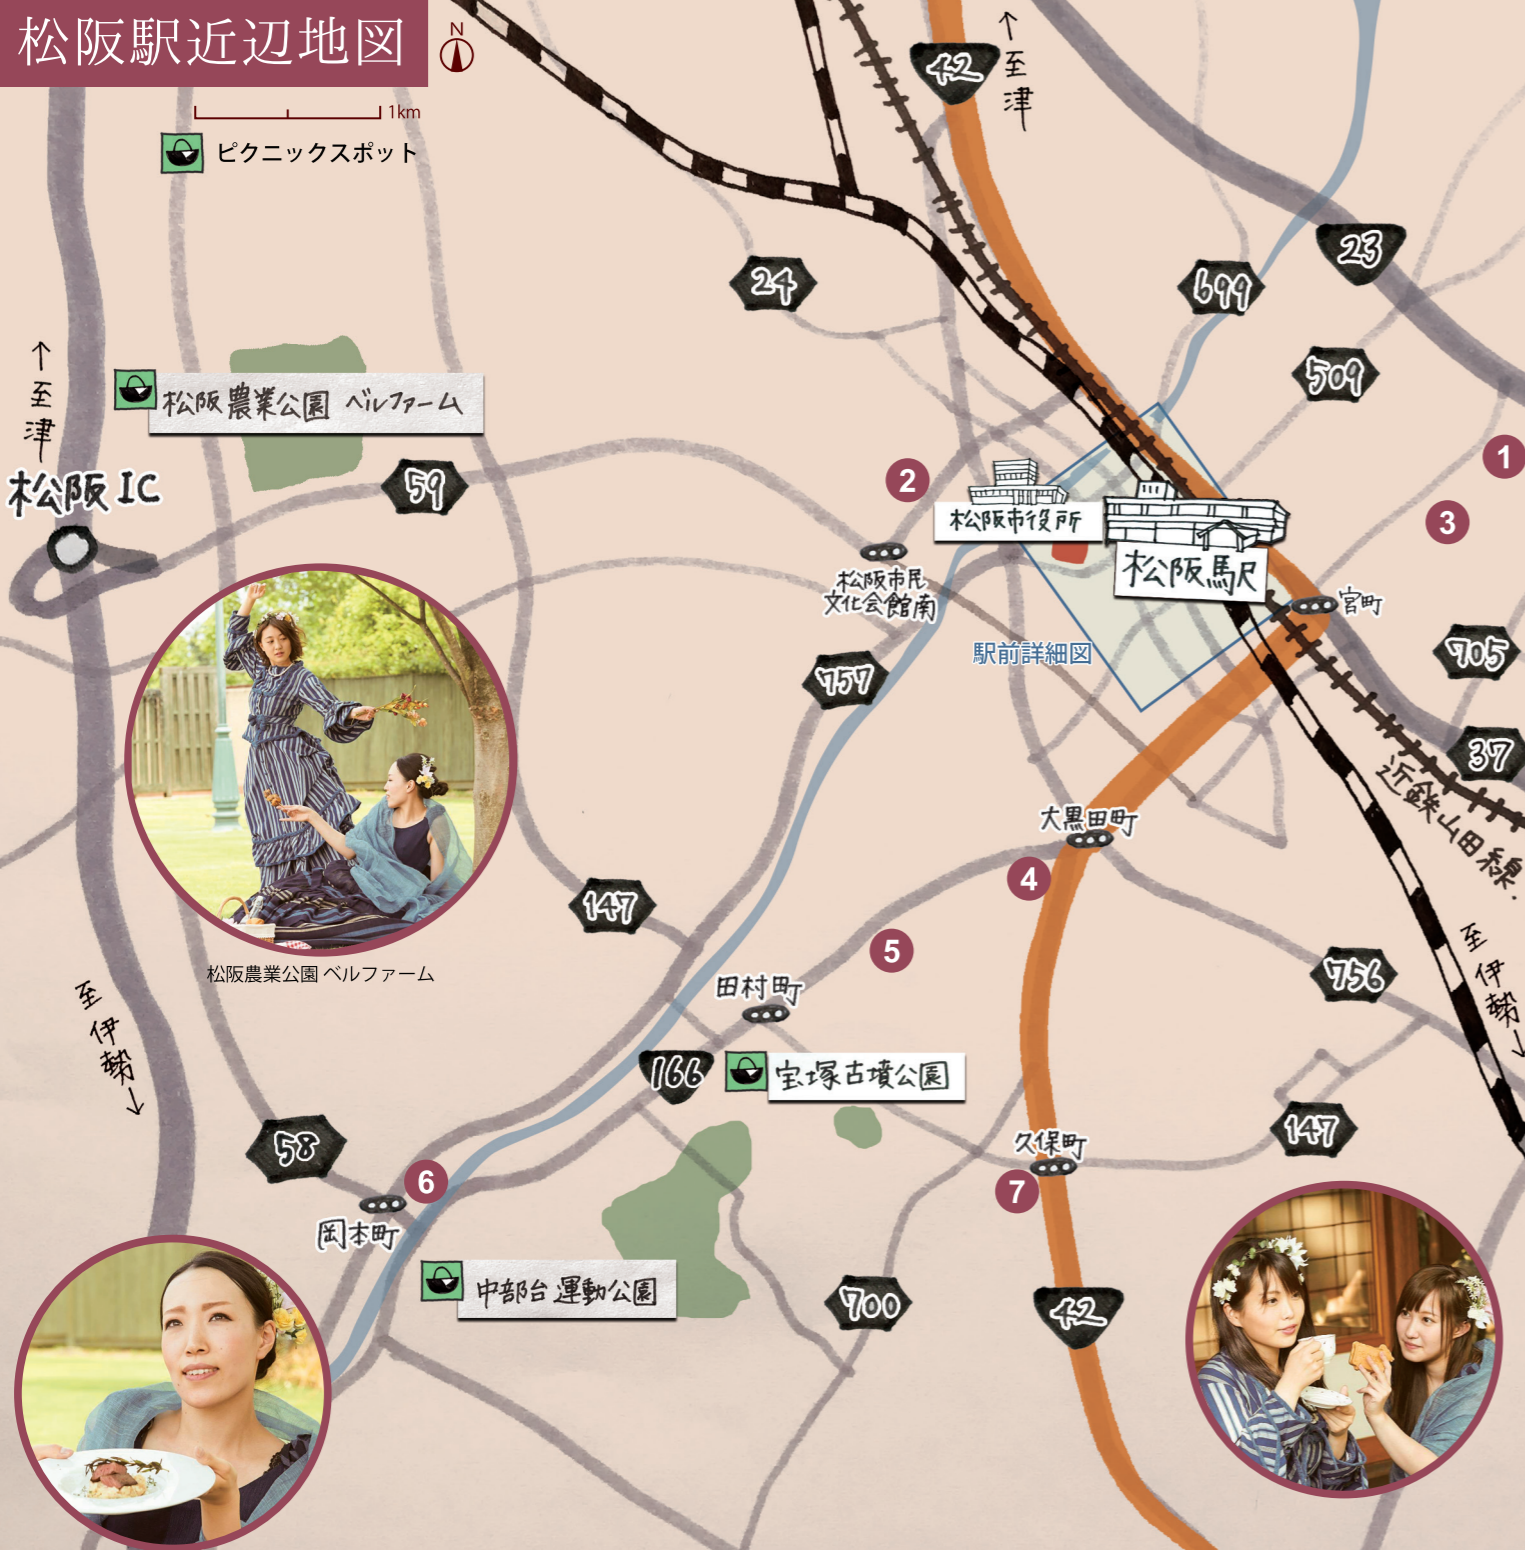 松阪駅近辺地図
N
1km
ピクニックスポット
42
↑至津
23
24
699
509
↑至津
松阪農業公園 ベルファーム
松阪IC
59
1
2
3
松阪市役所
松阪駅
松阪市民
文化会館南
宮町
駅前詳細図
705
757
37
近鉄山田線
大黒田町
4
147
5
756
松阪農業公園 ベルファーム
至伊勢↓
至伊勢↓
田村町
166
宝塚古墳公園
58
久保町
147
6
7
岡本町
中部台運動公園
700
42